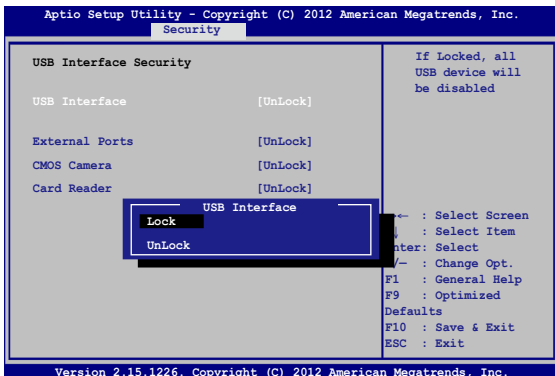 Aptio Setup Utility - Copyright (C) 2012 American Megatrends, Inc.
Security
USB Interface Security
USB Interface [UnLock]
External Ports [UnLock]
CMOS Camera [UnLock]
Card Reader [UnLock]
USB Interface
Lock
UnLock
If Locked, all
USB device will
be disabled
← : Select Screen
: Select Item
nter: Select
/— : Change Opt.
F1 : General Help
F9 : Optimized
Defaults
F10 : Save & Exit
ESC : Exit
Version 2.15.1226. Copyright (C) 2012 American Megatrends, Inc.